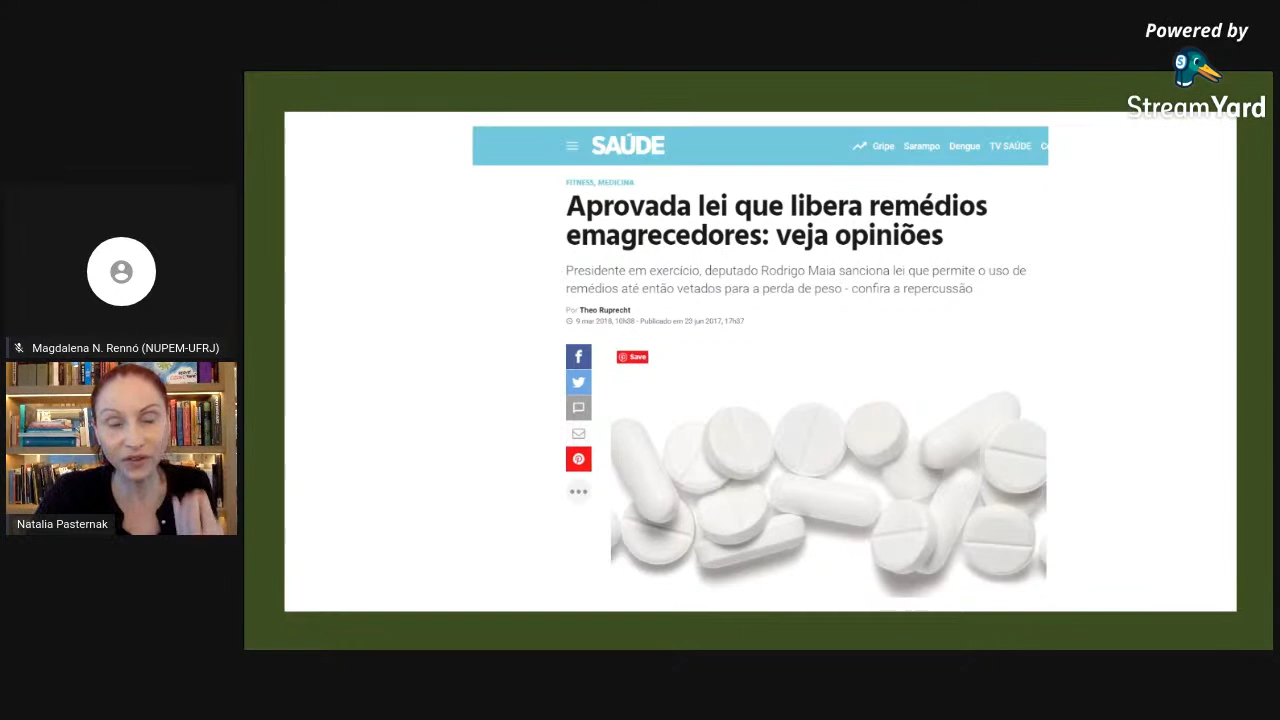 Powered by
StreamYard
SAÚDE
Gripe Sarampo Dengue TV SAÚDE
FITNESS, MEDICINA
Aprovada lei que libera remédios
emagrecedores: veja opiniões
Presidente em exercício, deputado Rodrigo Maia sanciona lei que permite o uso de
remédios até então vetados para a perda de peso - confira a repercussão
Por Theo Ruprecht
9 mar 2018, 10h38 - Publicado em 23 jun 2017, 17h37
Save
Magdalena N. Rennó (NUPEM-UFRJ)
Natalia Pasternak